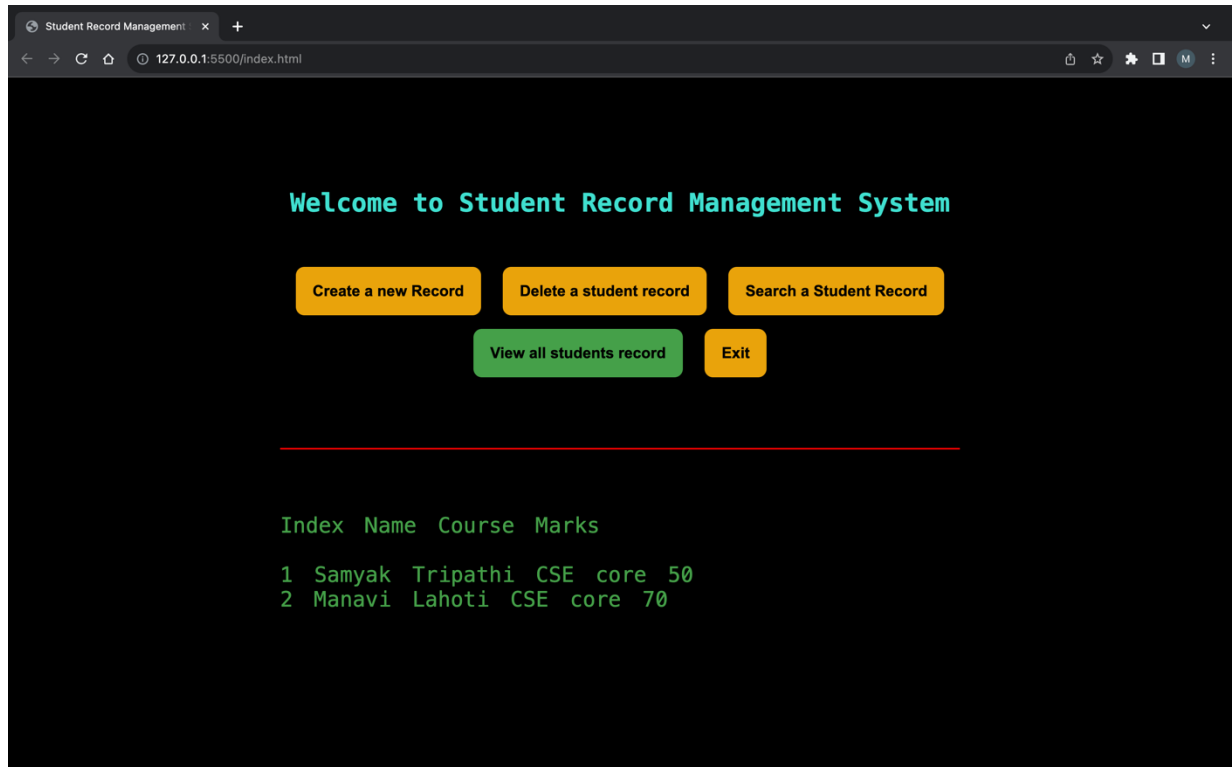 Student Record Management
127.0.0.1:5500/index.html
M
Welcome to Student Record Management System
Create a new Record Delete a student record Search a Student Record
View all students record Exit
Index Name Course Marks
1 Samyak Tripathi CSE core 50
2 Manavi Lahoti CSE core 70